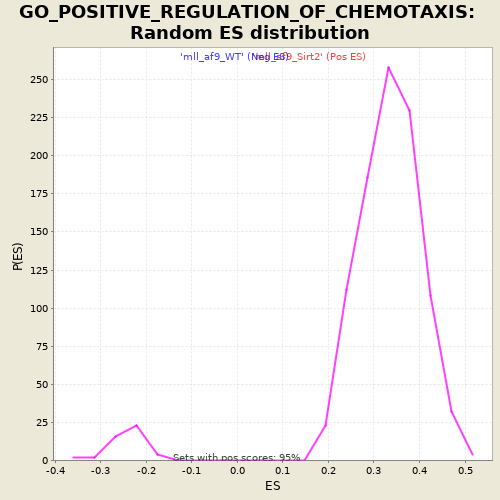 GO_POSITIVE_REGULATION_OF_CHEMOTAXIS:
Random ES distribution
'mll_af9_WT' (Neg ES) 'mll_af9_Sirt2' (Pos ES)
250
225
200
175
150
125
100
75
50
25
0
P(ES)
Sets with pos scores: 95%
-0.4 -0.3 -0.2 -0.1 0.0 0.1 0.2 0.3 0.4 0.5
ES